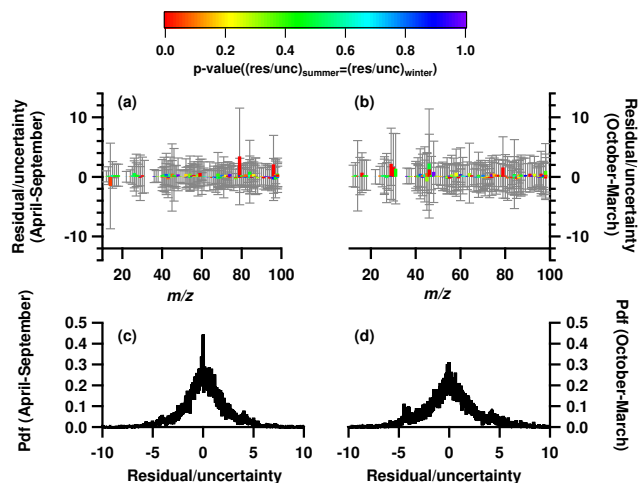 0.0 0.2 0.4 0.6 0.8 1.0
p-value((res/unc)summer=(res/unc)winter)
(a)
(b)
10
0
-10
Residual/uncertainty
(April-September)
20 40 60 80 100
m/z
10
0
-10
Residual/uncertainty
(October-March)
20 40 60 80 100
m/z
(c)
(d)
0.5
0.4
0.3
0.2
0.1
0.0
Pdf (April-September)
-10 -5 0 5 10
Residual/uncertainty
0.5
0.4
0.3
0.2
0.1
0.0
Pdf (October-March)
-10 -5 0 5 10
Residual/uncertainty